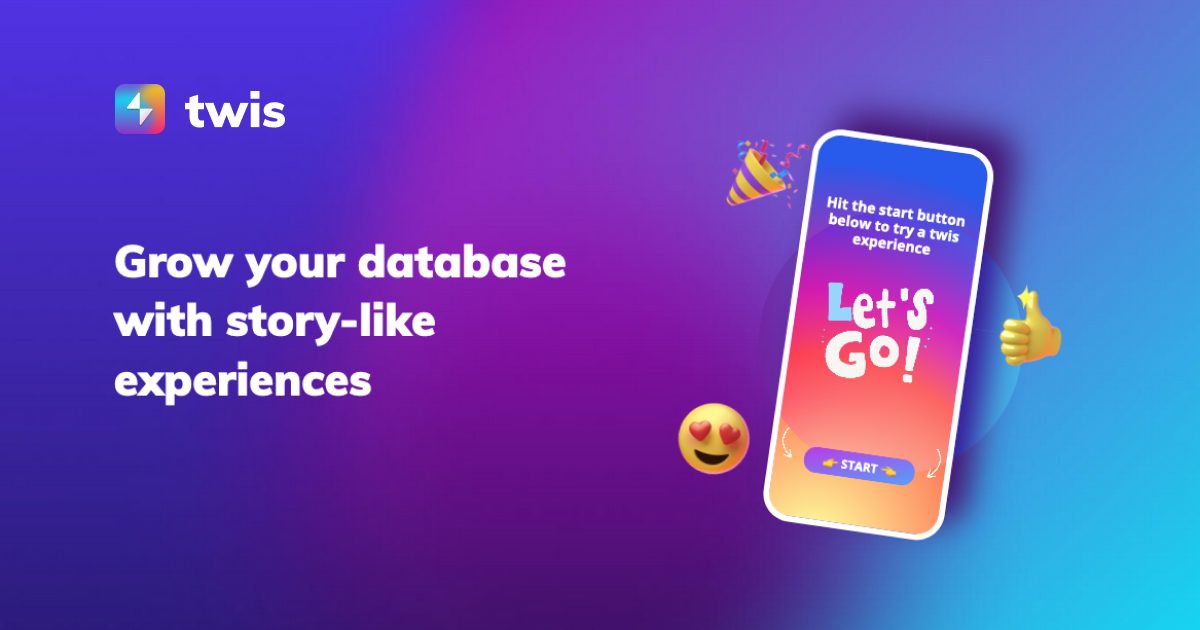 twis
Grow your database
with story-like
experiences
Hit the start button
below to try a twis
experience
Let's
Go!
👉 START 👈